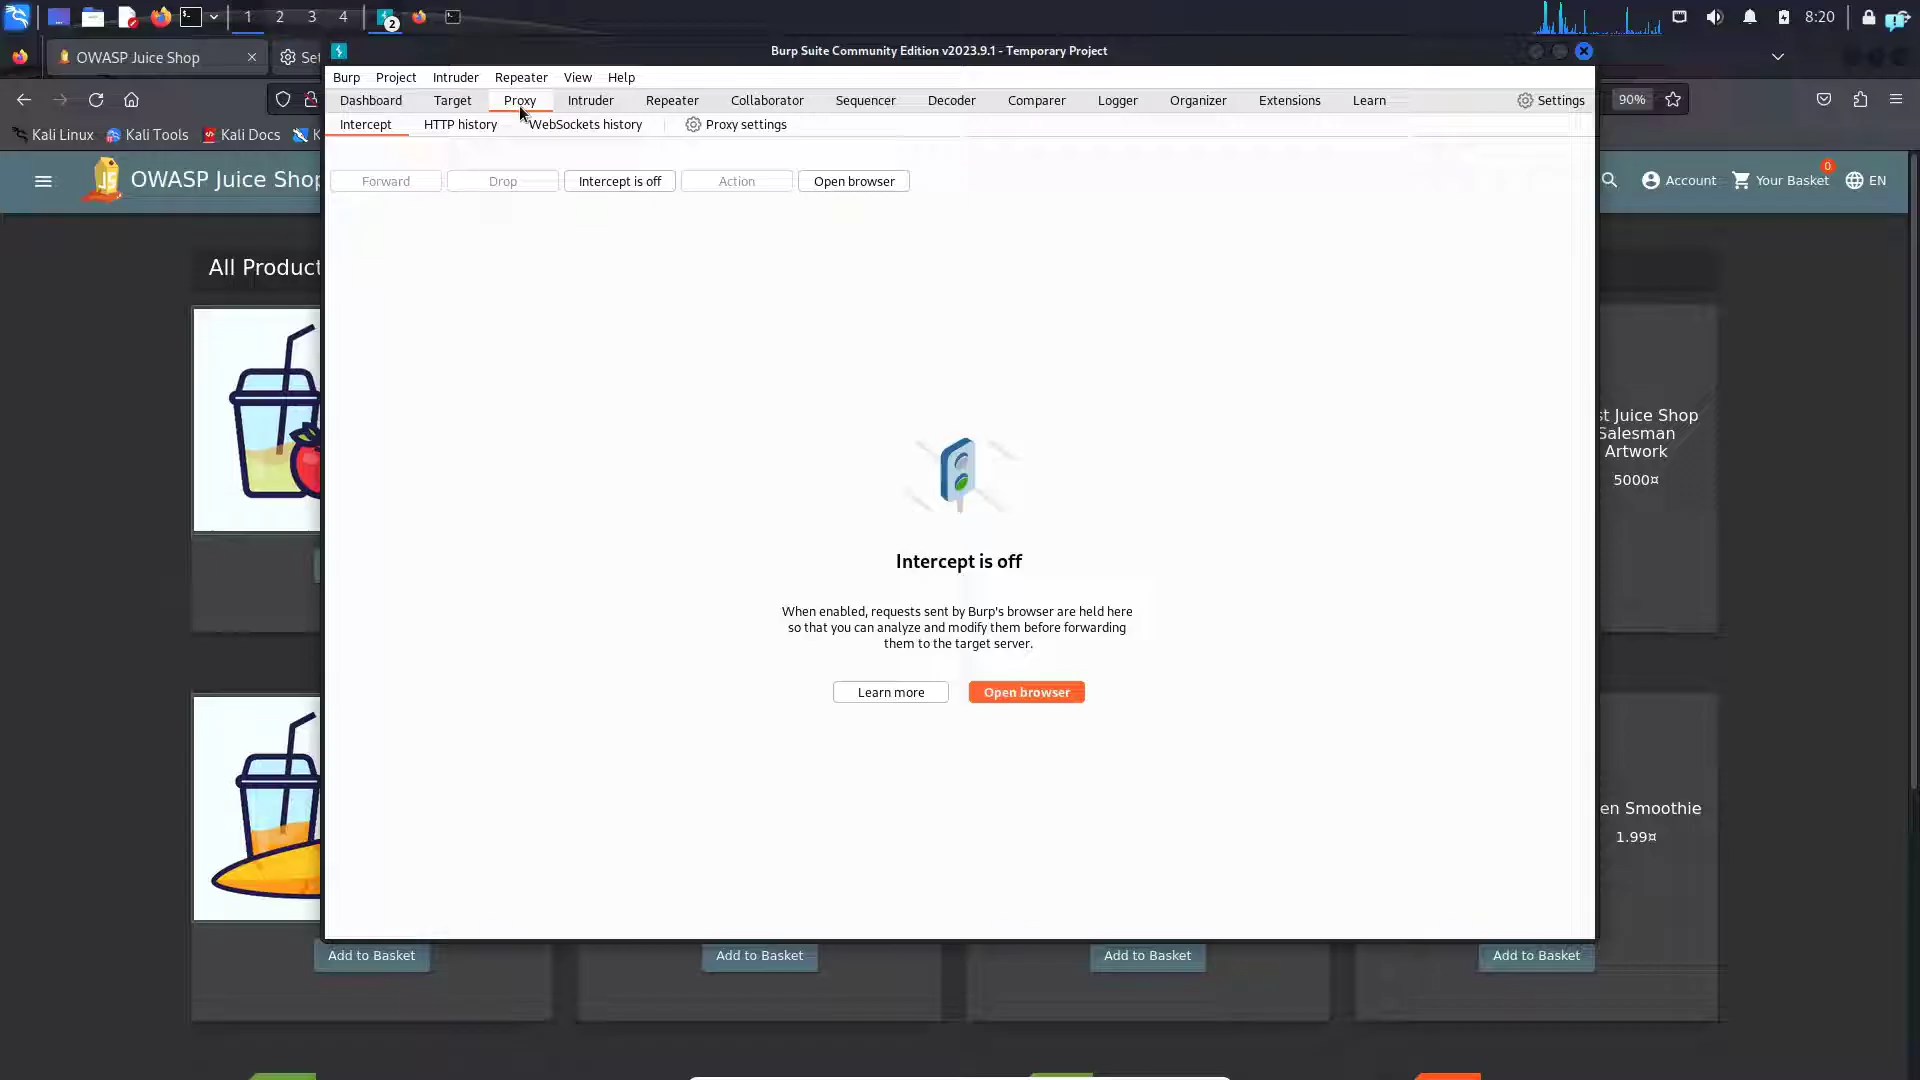 1
2
3
4
2
8:20
OWASP Juice Shop
Set
Burp Suite Community Edition v2023.9.1 - Temporary Project
Burp Project Intruder Repeater View Help
Dashboard Target Proxy Intruder Repeater Collaborator Sequencer Decoder Comparer Logger Organizer Extensions Learn Settings
90%
Intercept HTTP history WebSockets history Proxy settings
Kali Linux Kali Tools Kali Docs K
OWASP Juice Shop
Forward Drop Intercept is off Action Open browser
Account 0 Your Basket EN
All Product
Intercept is off
When enabled, requests sent by Burp's browser are held here
so that you can analyze and modify them before forwarding
them to the target server.
Learn more Open browser
st Juice Shop
Salesman
Artwork
5000¤
en Smoothie
1.99¤
Add to Basket Add to Basket Add to Basket Add to Basket